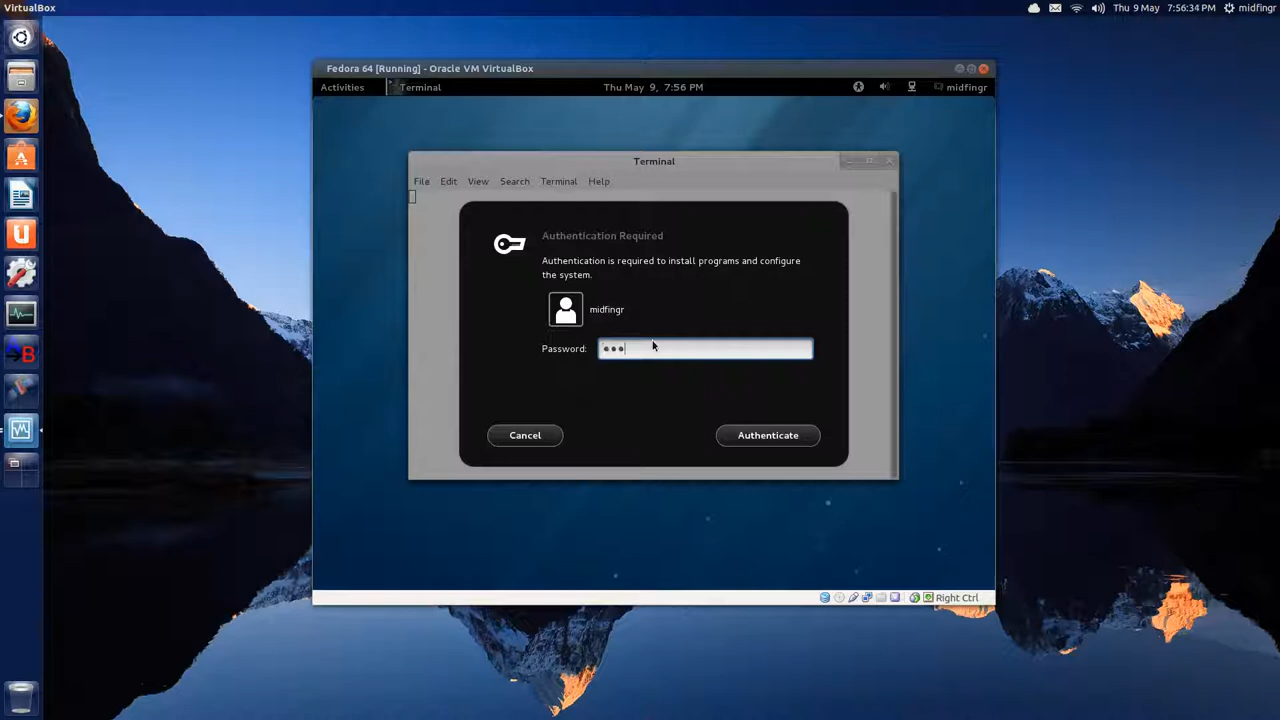 VirtualBox
Thu 9 May 7:56:34 PM midfingr
Fedora 64 [Running] - Oracle VM VirtualBox
Activities Terminal Thu May 9, 7:56 PM midfingr
Terminal
File Edit View Search Terminal Help
Authentication Required
Authentication is required to install programs and configure
the system.
midfingr
Password:
Cancel Authenticate
Right Ctrl
U
A B